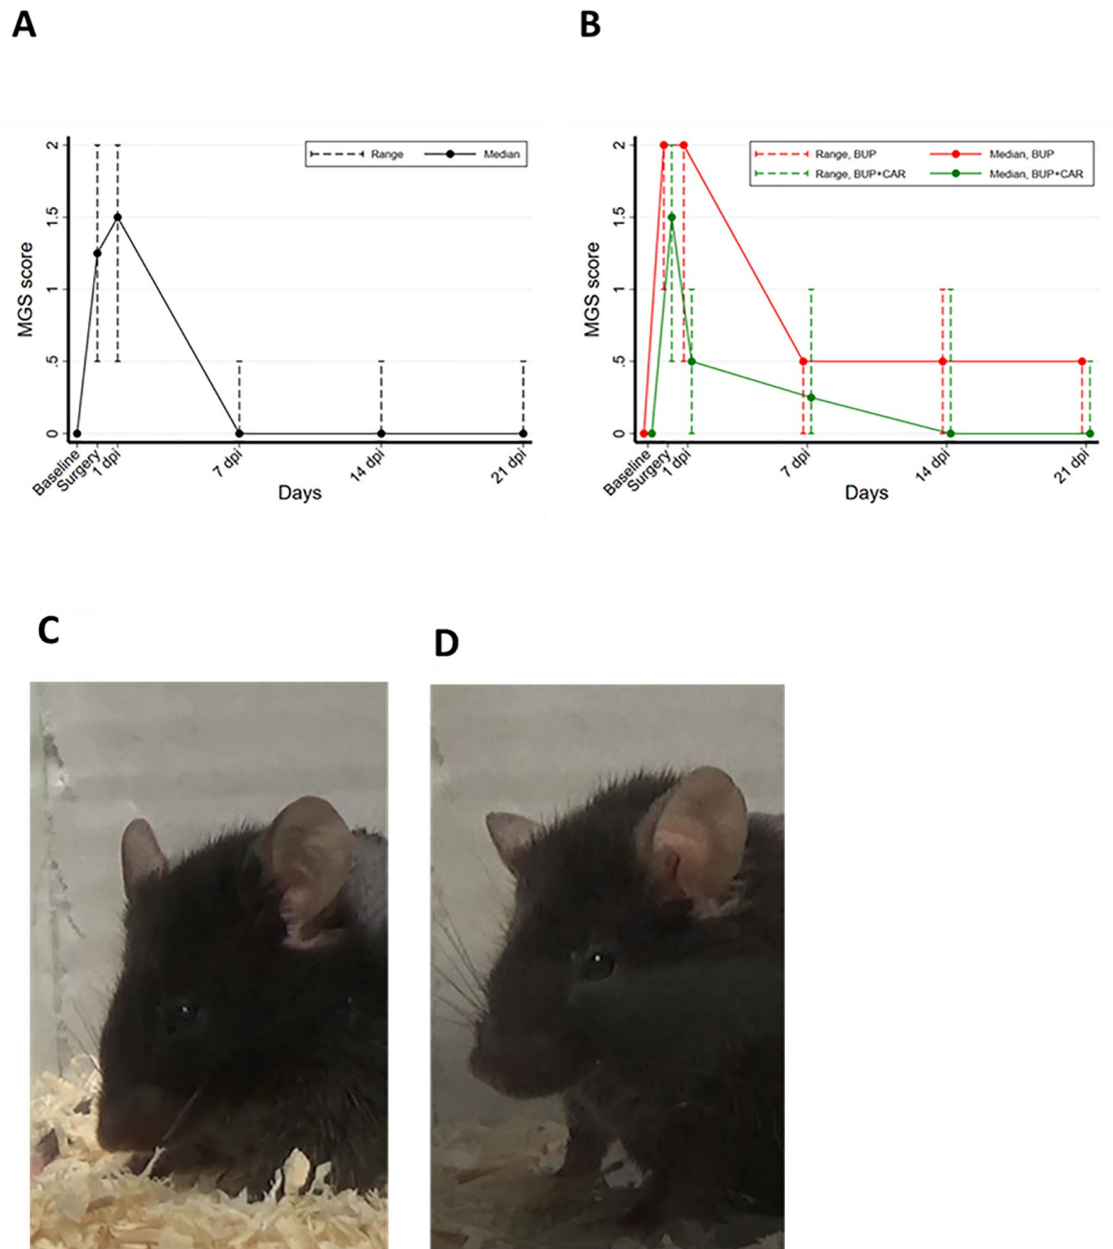 A
B
Range Median
MGS score
2
1.5
1
.5
0
Baseline
Surgery
1 dpi
7 dpi
14 dpi
21 dpi
Days
Range, BUP Median, BUP
Range, BUP+CAR Median, BUP+CAR
MGS score
2
1.5
1
.5
0
Baseline
Surgery
1 dpi
7 dpi
14 dpi
21 dpi
Days
C
D